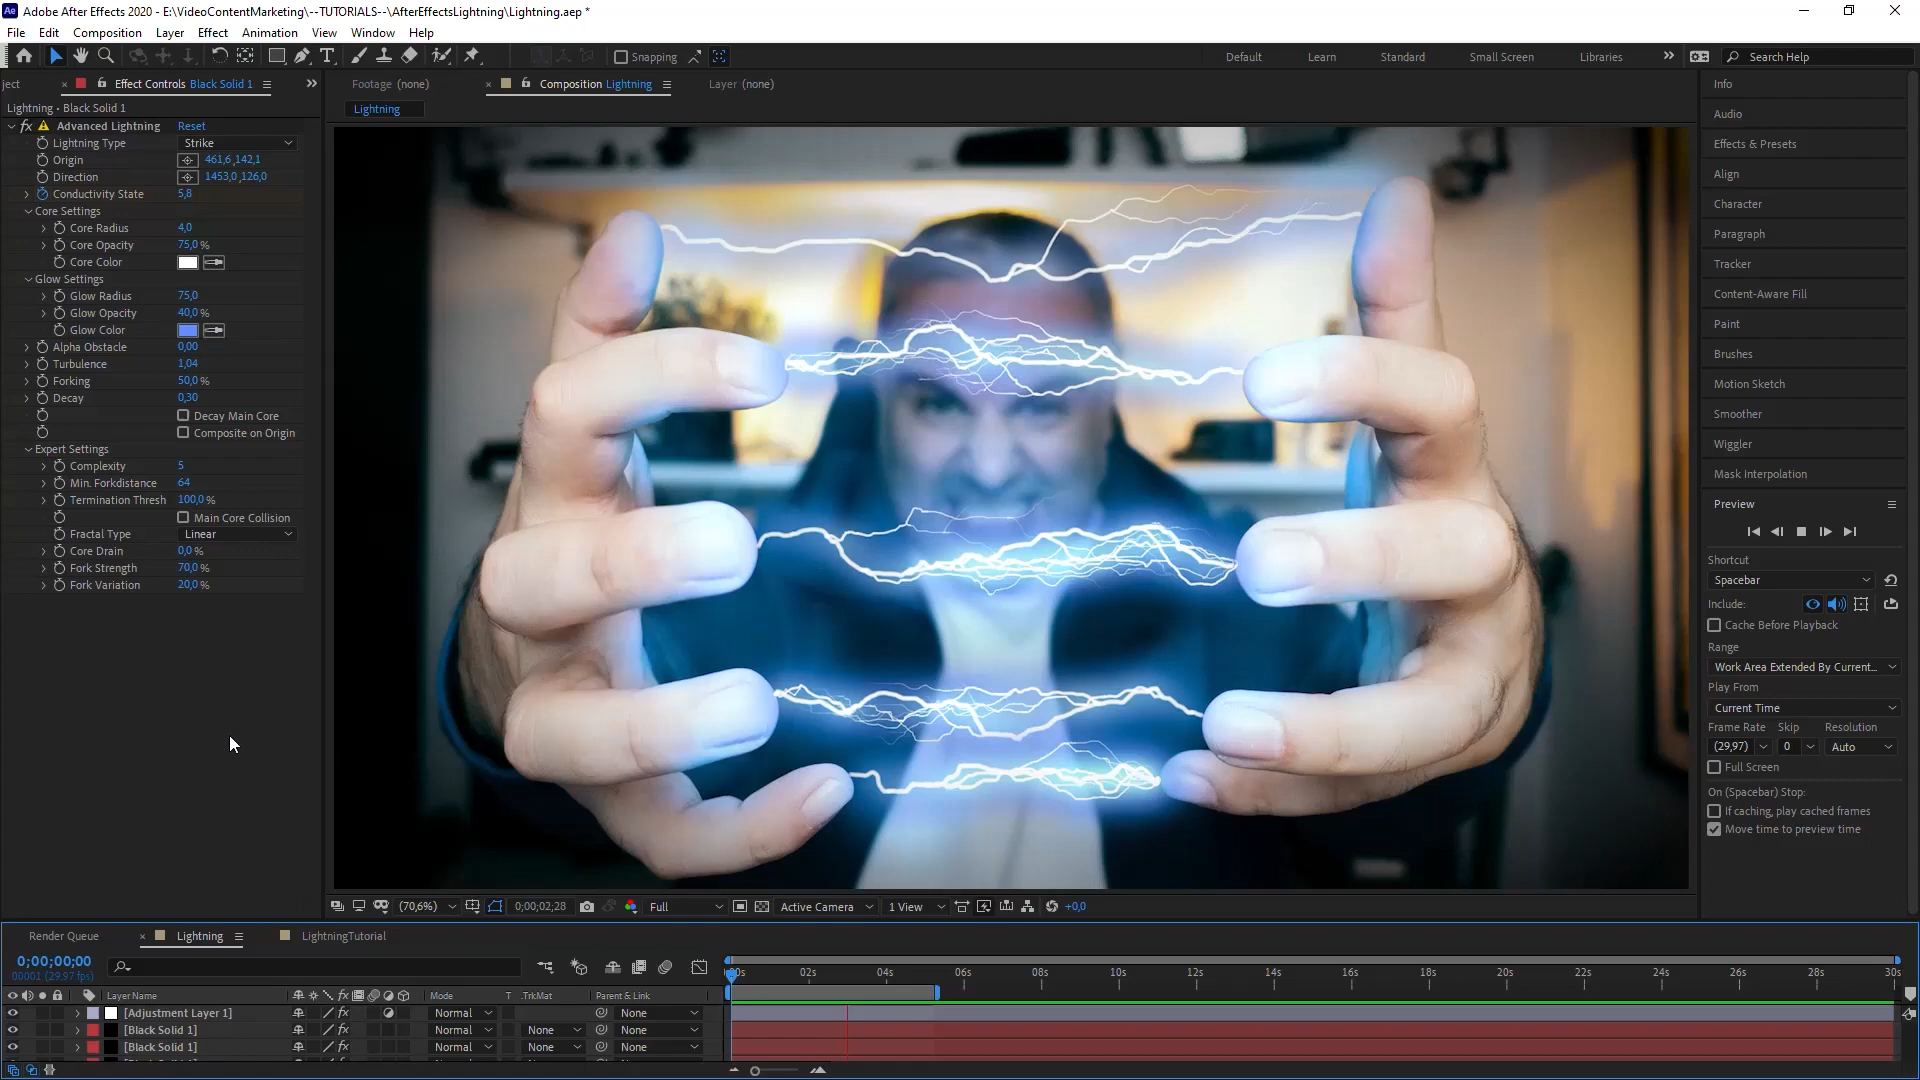 Ae Adobe After Effects 2020 - E:\VideoContentMarketing\--TUTORIALS--\AfterEffectsLightning\Lightning.aep *
File Edit Composition Layer Effect Animation View Window Help
Snapping
Default Learn Standard Small Screen Libraries Search Help
ject Effect Controls Black Solid 1
Footage (none) Composition Lightning Layer (none)
Lightning • Black Solid 1
Lightning
fx Advanced Lightning Reset
Lightning Type Strike
Origin 461,6,142,1
Direction 1453,0,126,0
Conductivity State 5,8
Core Settings
Core Radius 4,0
Core Opacity 75,0 %
Core Color
Glow Settings
Glow Radius 75,0
Glow Opacity 40,0 %
Glow Color
Alpha Obstacle 0,00
Turbulence 1,04
Forking 50,0 %
Decay 0,30
Decay Main Core
Composite on Origin
Expert Settings
Complexity 5
Min. Forkdistance 64
Termination Thresh 100,0 %
Main Core Collision
Fractal Type Linear
Core Drain 0,0 %
Fork Strength 70,0 %
Fork Variation 20,0 %
Info
Audio
Effects & Presets
Align
Character
Paragraph
Tracker
Content-Aware Fill
Paint
Brushes
Motion Sketch
Smoother
Wiggler
Mask Interpolation
Preview
Shortcut
Spacebar
Include:
Cache Before Playback
Range
Work Area Extended By Current...
Play From
Current Time
Frame Rate Skip Resolution
(29,97) 0 Auto
Full Screen
On (Spacebar) Stop:
If caching, play cached frames
Move time to preview time
(70,6%) 0;00;02;28 Full Active Camera 1 View +0,0
Render Queue Lightning LightningTutorial
0;00;00;00
00001 (29.97 fps)
00s 02s 04s 06s 08s 10s 12s 14s 16s 18s 20s 22s 24s 26s 28s 30s
Layer Name fx Mode T .TrkMat Parent & Link
[Adjustment Layer 1] fx Normal None
[Black Solid 1] fx Normal None None
[Black Solid 1] fx Normal None None